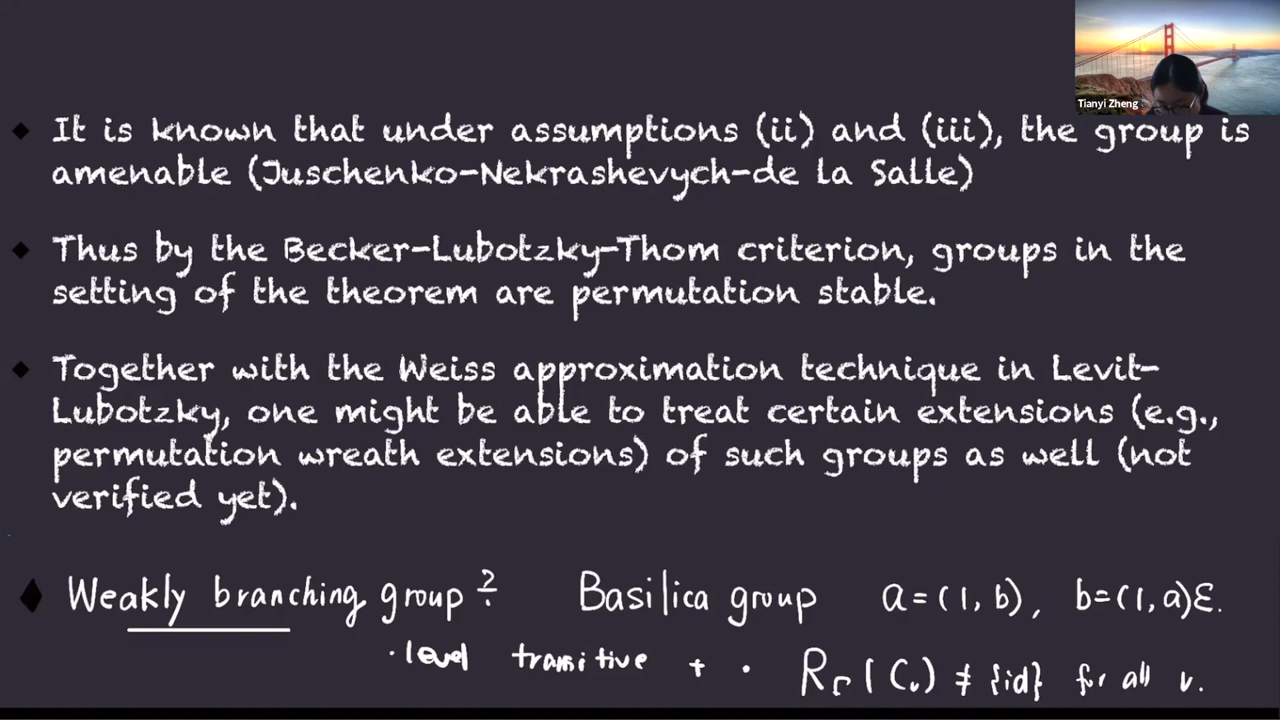 Tianyi Zheng
◆ It is known that under assumptions (ii) and (iii), the group is
amenable (Juschenko-Nekrashevych-de la Salle)
◆ Thus by the Becker-Lubotzky-Thom criterion, groups in the
setting of the theorem are permutation stable.
◆ Together with the Weiss approximation technique in Levit-
Lubotzky, one might be able to treat certain extensions (e.g.,
permutation wreath extensions) of such groups as well (not
verified yet).
◆ Weakly branching group? Basilica group a=(1, b), b=(1, a)ε.
· level transitive + · R_Γ(C_v) ≠ {id} for all v.